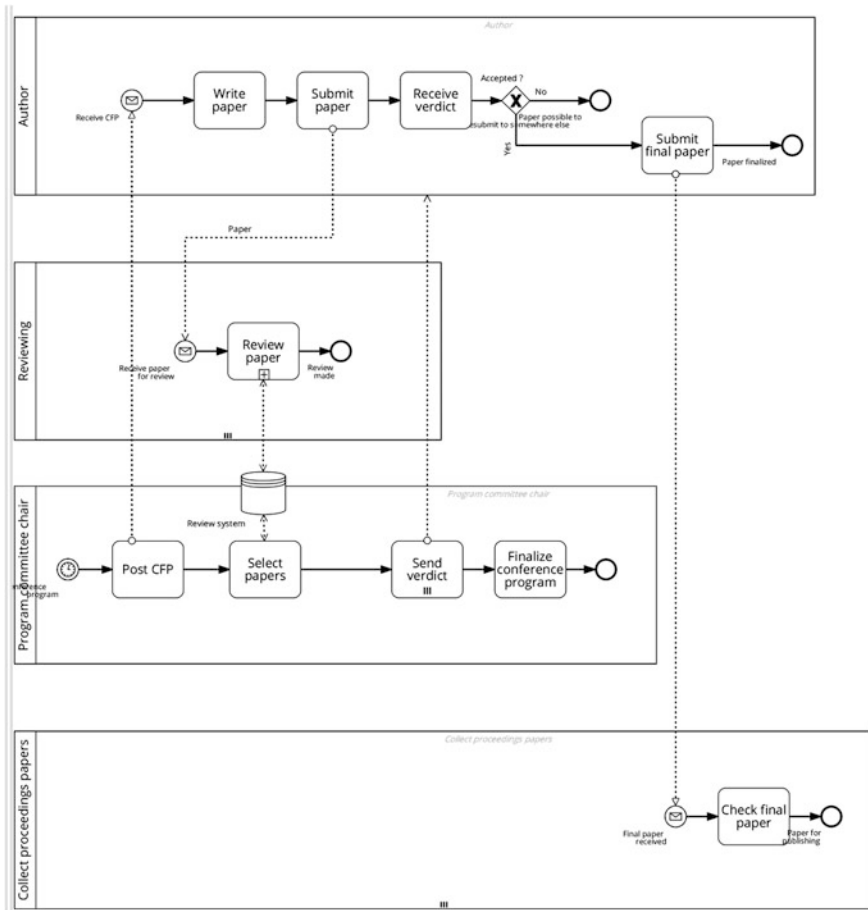 Author
Author
Accepted ?
Write
paper
Submit
paper
Receive
verdict
No
Receive CFP
Paper possible to
esubmit to somewhere else
Yes
Submit
final paper
Paper finalized
Paper
Reviewing
Review
paper
Receive paper
for review
Review
made
Program committee chair
Program committee chair
Review system
Post CFP
Select
papers
Send
verdict
Finalize
conference
program
program
Collect proceedings papers
Collect proceedings papers
Check final
paper
Final paper
received
Paper for
publishing